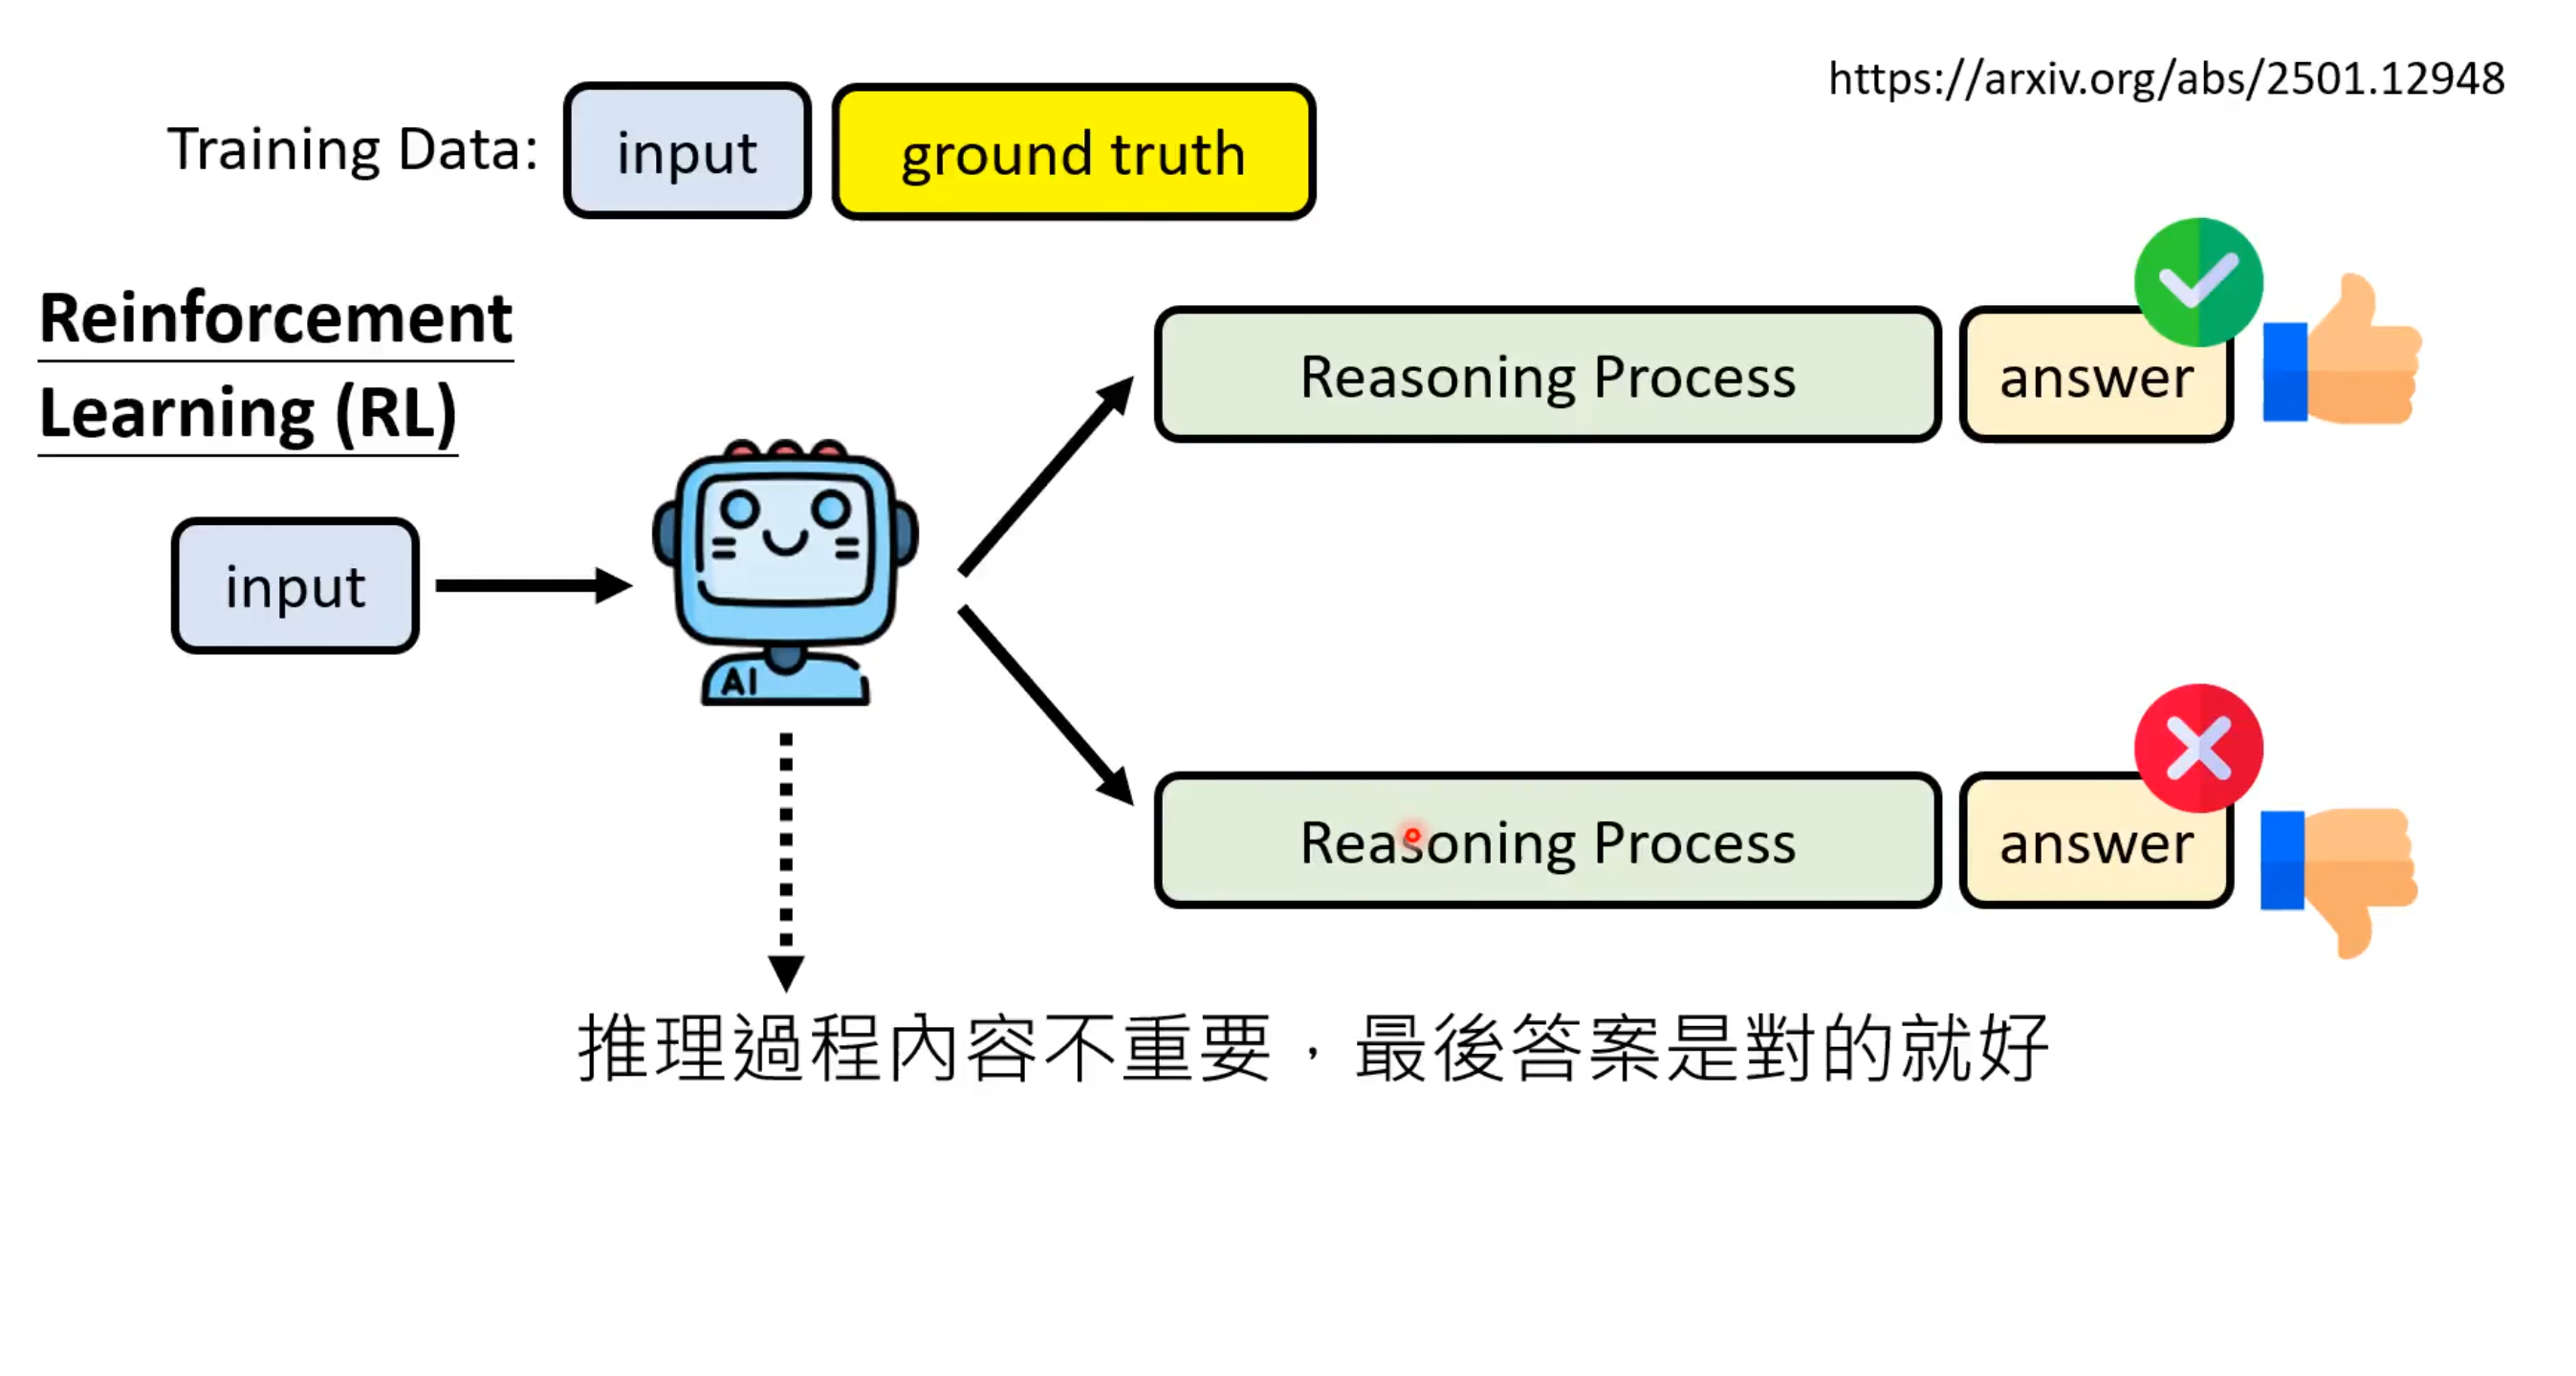 https://arxiv.org/abs/2501.12948
Training Data:
input
ground truth
Reinforcement
Learning (RL)
Reasoning Process
answer
input
AI
Reasoning Process
answer
推理過程內容不重要，最後答案是對的就好